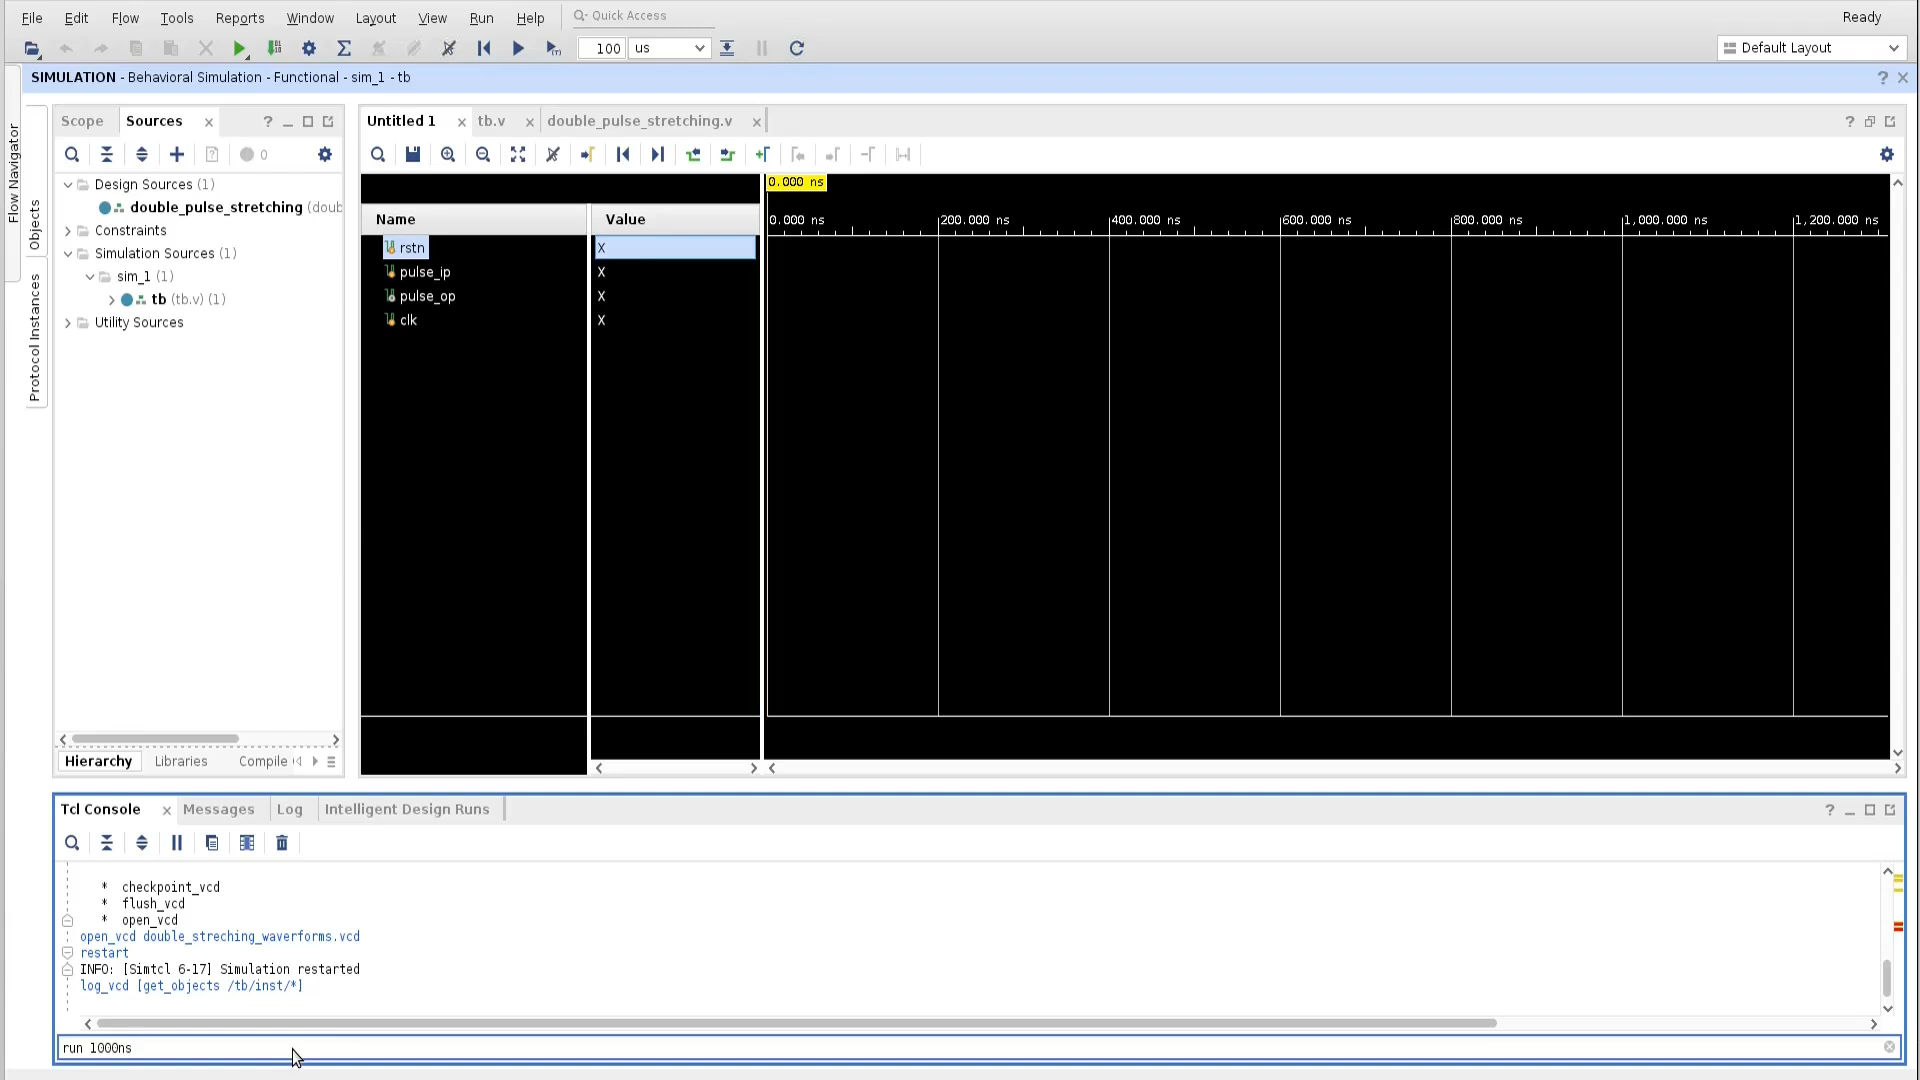 File Edit Flow Tools Reports Window Layout View Run Help Quick Access Ready
100 us Default Layout
SIMULATION - Behavioral Simulation - Functional - sim_1 - tb
Flow Navigator
Objects
Protocol Instances
Scope Sources
0
Design Sources (1)
double_pulse_stretching (doub
Constraints
Simulation Sources (1)
sim_1 (1)
tb (tb.v) (1)
Utility Sources
Hierarchy Libraries Compile
Untitled 1 tb.v double_pulse_stretching.v
0.000 ns
Name Value 0.000 ns 200.000 ns 400.000 ns 600.000 ns 800.000 ns 1,000.000 ns 1,200.000 ns
rstn X
pulse_ip X
pulse_op X
clk X
Tcl Console Messages Log Intelligent Design Runs
* checkpoint_vcd
* flush_vcd
* open_vcd
open_vcd double_streching_waverforms.vcd
restart
INFO: [Simtcl 6-17] Simulation restarted
log_vcd [get_objects /tb/inst/*]
run 1000ns